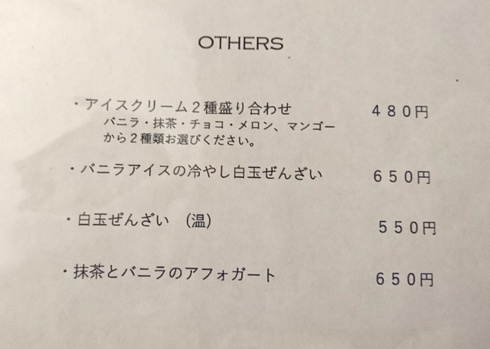 OTHERS
・アイスクリーム２種盛り合わせ　４８０円
バニラ・抹茶・チョコ・メロン、マンゴー
から２種類お選びください。
・バニラアイスの冷やし白玉ぜんざい　６５０円
・白玉ぜんざい　(温)　５５０円
・抹茶とバニラのアフォガート　６５０円